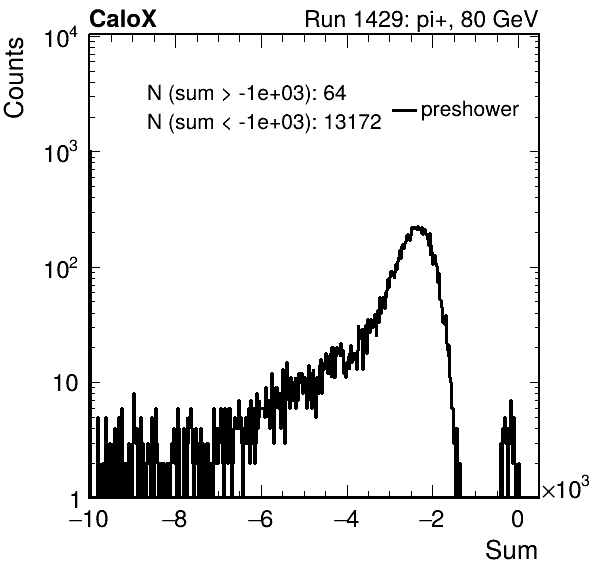 CaloX Run 1429: pi+, 80 GeV
N (sum > -1e+03): 64
N (sum < -1e+03): 13172
preshower
Counts
10⁴
10³
10²
10
1
−10 −8 −6 −4 −2 0
×10³
Sum